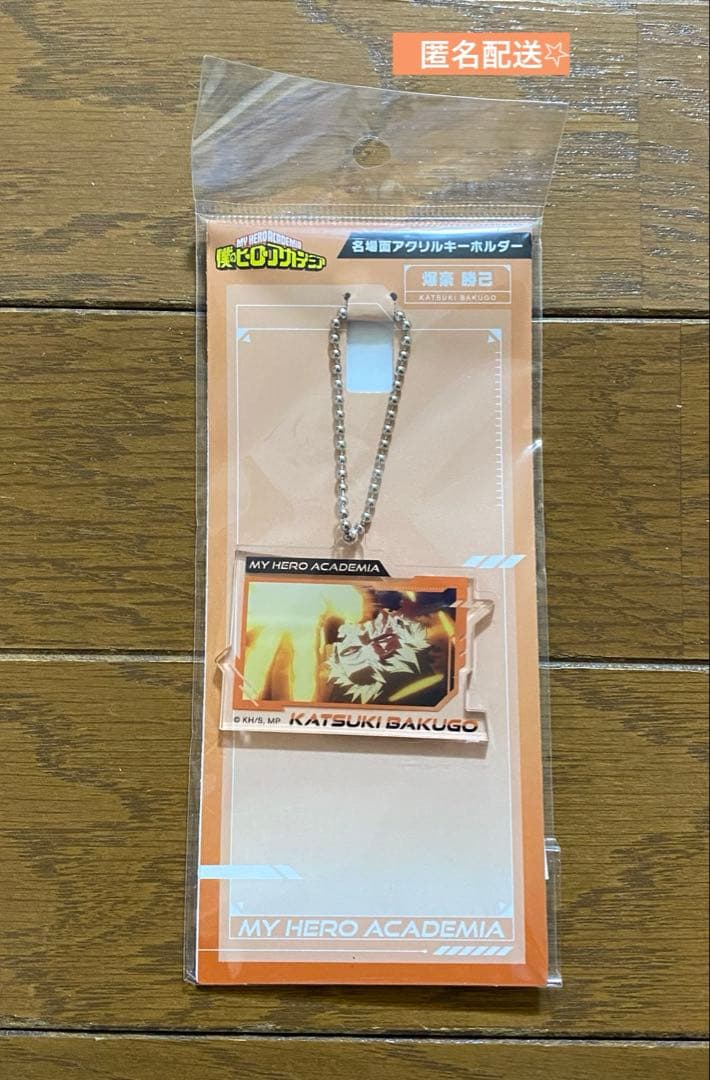 匿名配送☆
MY HERO ACADEMIA
僕のヒーローアカデミア
名場面アクリルキーホルダー
爆豪 勝己
KATSUKI BAKUGO
MY HERO ACADEMIA
© KH/S, MP
KATSUKI BAKUGO
MY HERO ACADEMIA